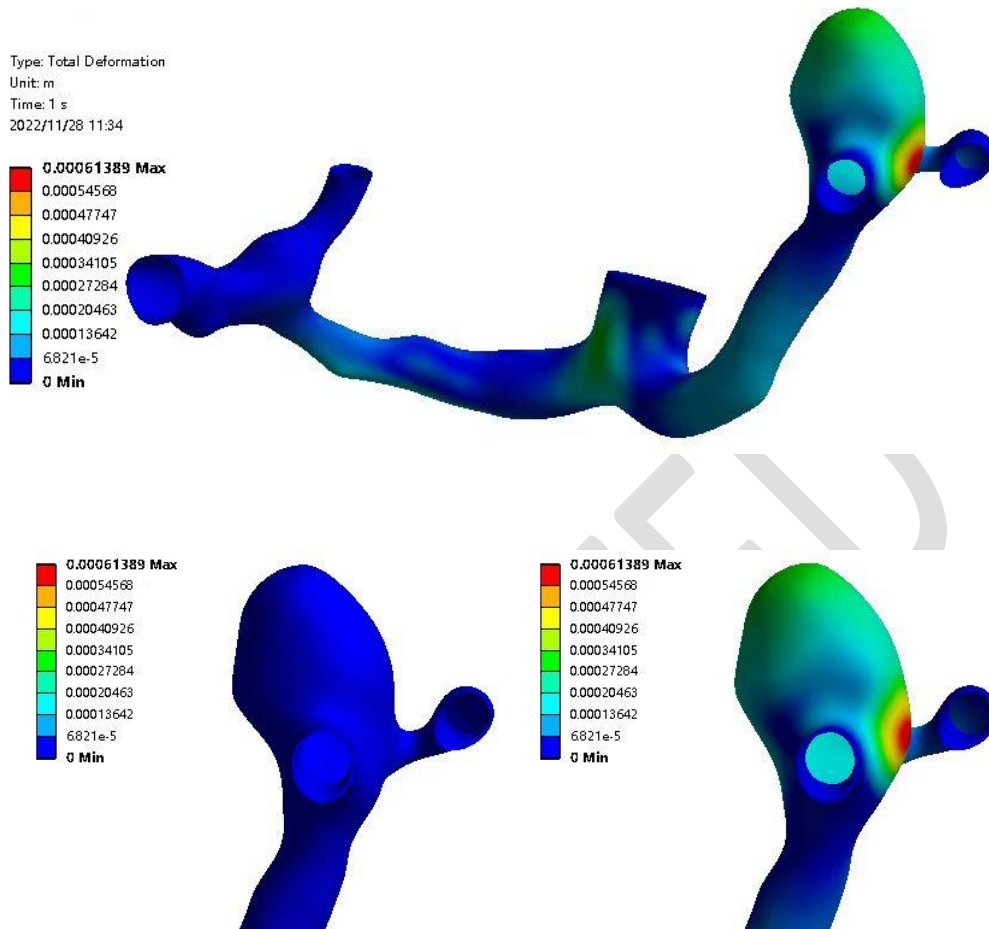 Type: Total Deformation
Unit: m
Time: 1 s
2022/11/28 11:34
0.00061389 Max
0.00054568
0.00047747
0.00040926
0.00034105
0.00027284
0.00020463
0.00013642
6.821e-5
0 Min
0.00061389 Max
0.00054568
0.00047747
0.00040926
0.00034105
0.00027284
0.00020463
0.00013642
6.821e-5
0 Min
0.00061389 Max
0.00054568
0.00047747
0.00040926
0.00034105
0.00027284
0.00020463
0.00013642
6.821e-5
0 Min